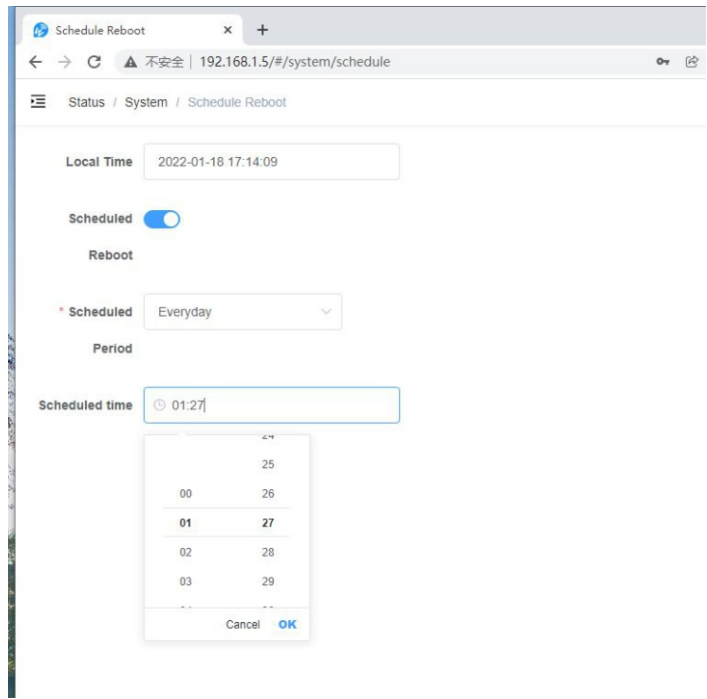 Schedule Reboot
不安全 192.168.1.5/#/system/schedule
Status / System / Schedule Reboot
Local Time 2022-01-18 17:14:09
Scheduled
Reboot
* Scheduled Everyday
Period
Scheduled time 01:27
24
25
00 26
01 27
02 28
03 29
Cancel OK